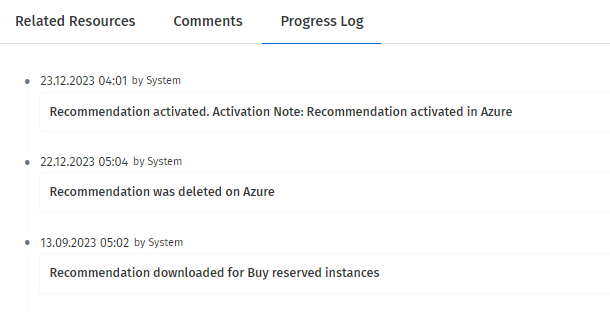 Related Resources Comments Progress Log
23.12.2023 04:01 by System
Recommendation activated. Activation Note: Recommendation activated in Azure
22.12.2023 05:04 by System
Recommendation was deleted on Azure
13.09.2023 05:02 by System
Recommendation downloaded for Buy reserved instances